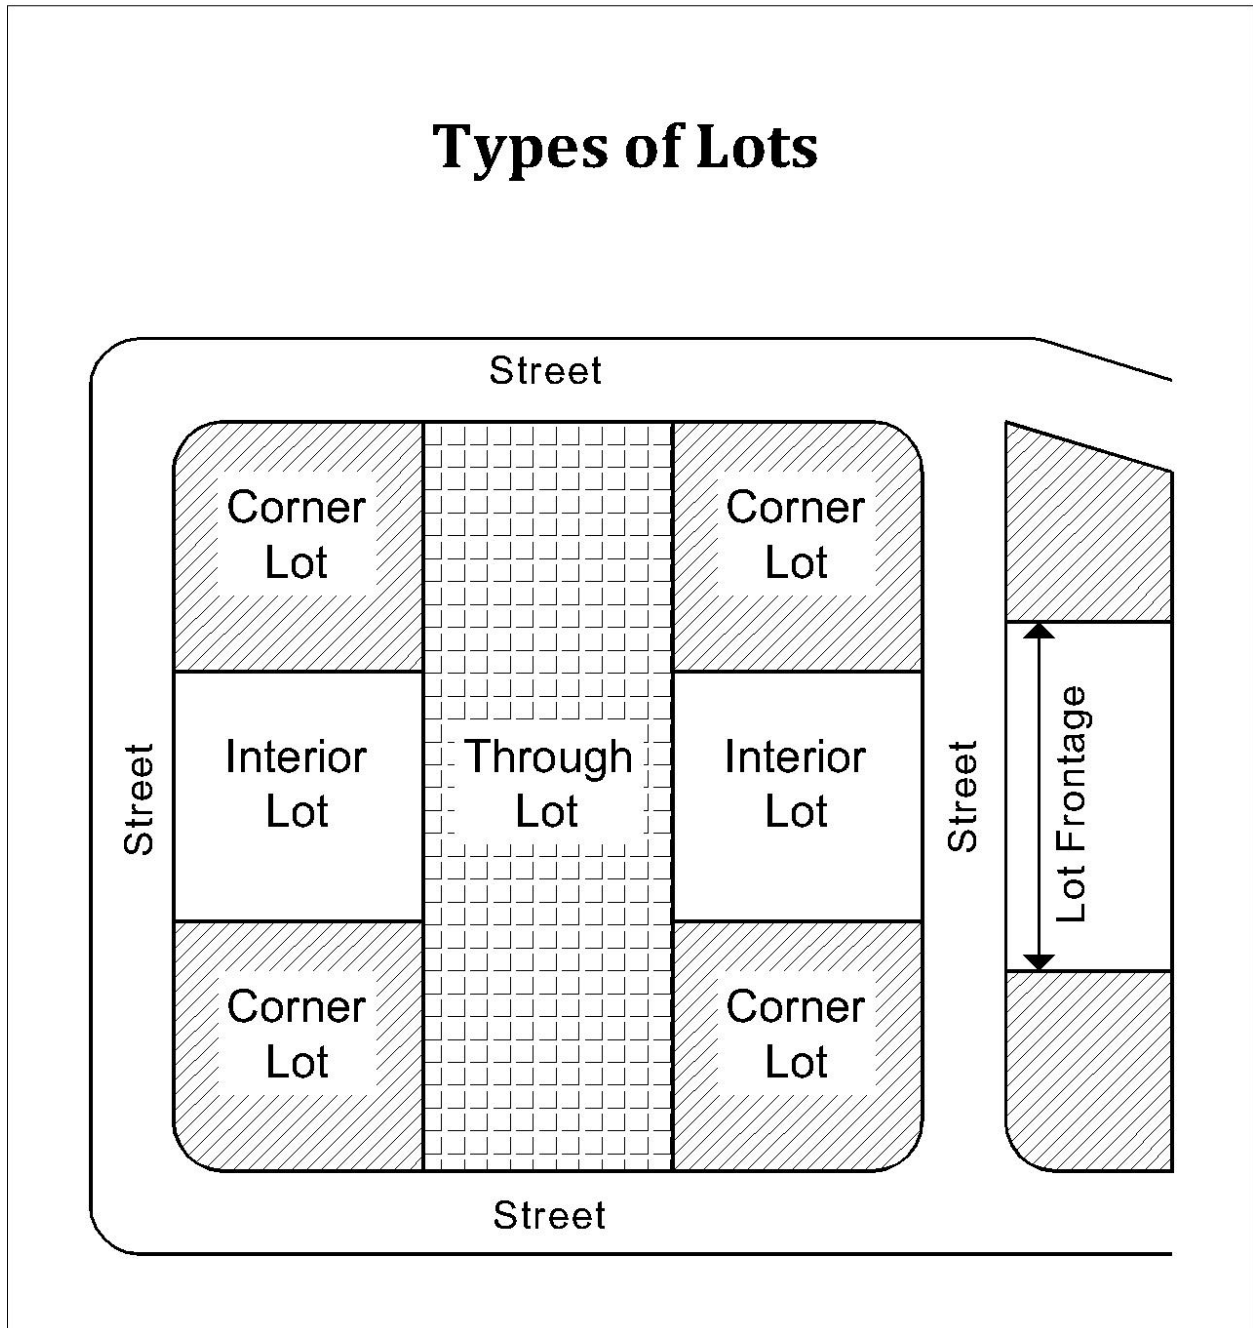 Types of Lots
Street
Corner
Lot
Corner
Lot
Street
Interior
Lot
Through
Lot
Interior
Lot
Street
Lot Frontage
Corner
Lot
Corner
Lot
Street